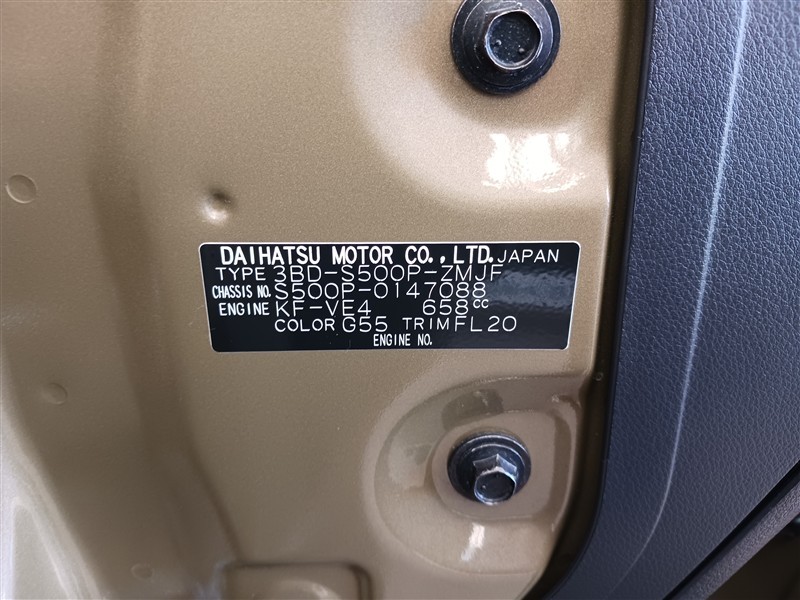 DAIHATSU MOTOR CO.,LTD. JAPAN
TYPE 3BD-S500P-ZMJF
CHASSIS NO. S500P-0147088
ENGINE KF-VE4 658cc
COLOR G55 TRIM FL20
ENGINE NO.